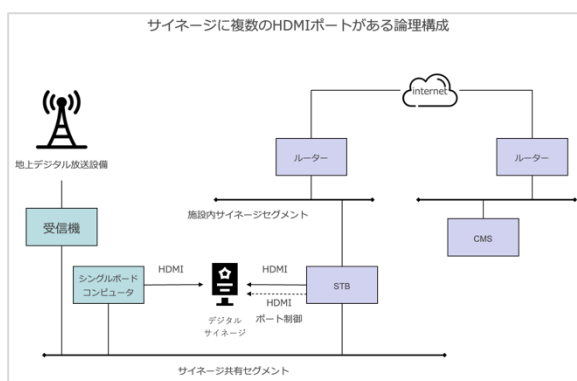 サイネージに複数のHDMIポートがある論理構成
internet
地上デジタル放送設備
ルーター
ルーター
施設内サイネージセグメント
受信機
CMS
シングルボード
コンピュータ
HDMI
HDMI
STB
HDMI
ポート制御
デジタル
サイネージ
サイネージ共有セグメント